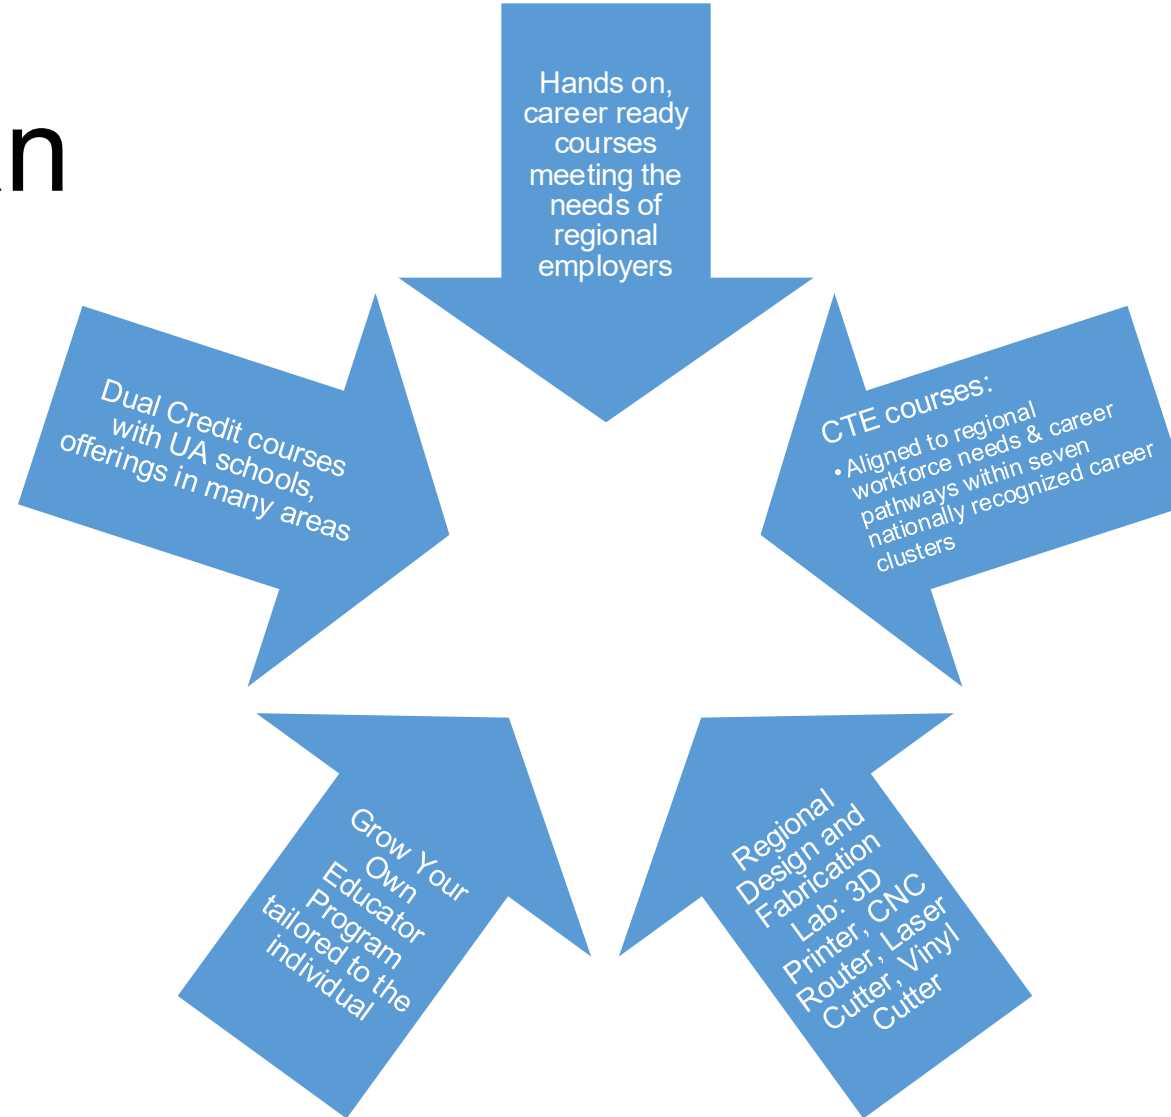 n
Hands on,
career ready
courses
meeting the
needs of
regional
employers
CTE courses:
• Aligned to regional
workforce needs & career
pathways within seven
nationally recognized career
clusters
Regional
Design and
Fabrication
Lab: 3D
Printer, CNC
Router, Laser
Cutter, Vinyl
Cutter
Grow Your
Own
Educator
Program
tailored to the
individual
Dual Credit courses
with UA schools,
offerings in many areas